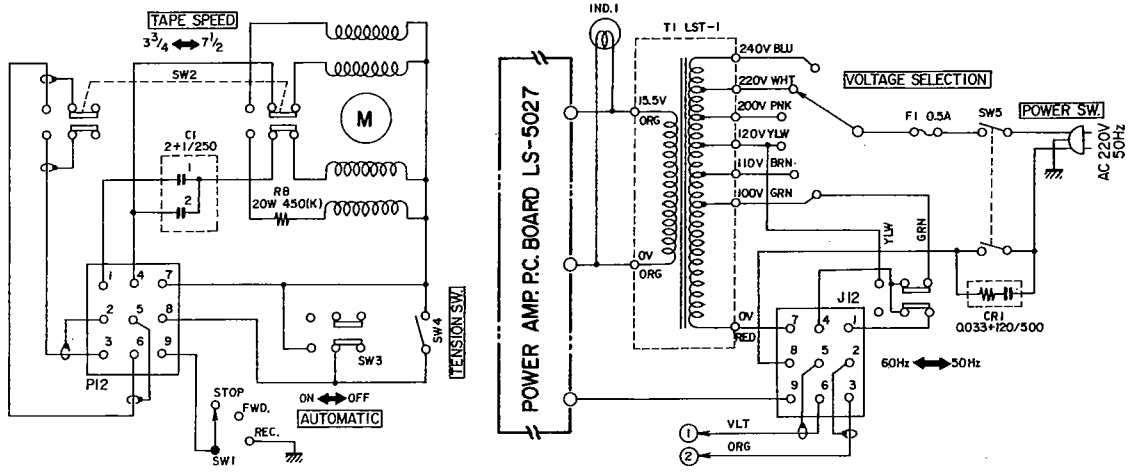 TAPE SPEED
3 3/4 ↔ 7 1/2
SW2
C1
2+1/250
1
2
R8
20W 450(K)
M
1 4 7
2 5 8
3 6 9
P12
STOP
FWD.
REC.
SW1
SW3
ON ↔ OFF
AUTOMATIC
SW4
TENSION SW.
IND.1
POWER AMP. P.C. BOARD LS-5027
T1 LST-1
15.5V
ORG
0V
ORG
240V BLU
220V WHT
200V PNK
120V YLW
110V BRN
100V GRN
0V
RED
VOLTAGE SELECTION
F1 0.5A
SW5
POWER SW.
AC 220V
50Hz
YLW
GRN
CR1
0.033+120/500
J12
7 4 1
8 5 2
9 6 3
60Hz ↔ 50Hz
1 VLT
2 ORG